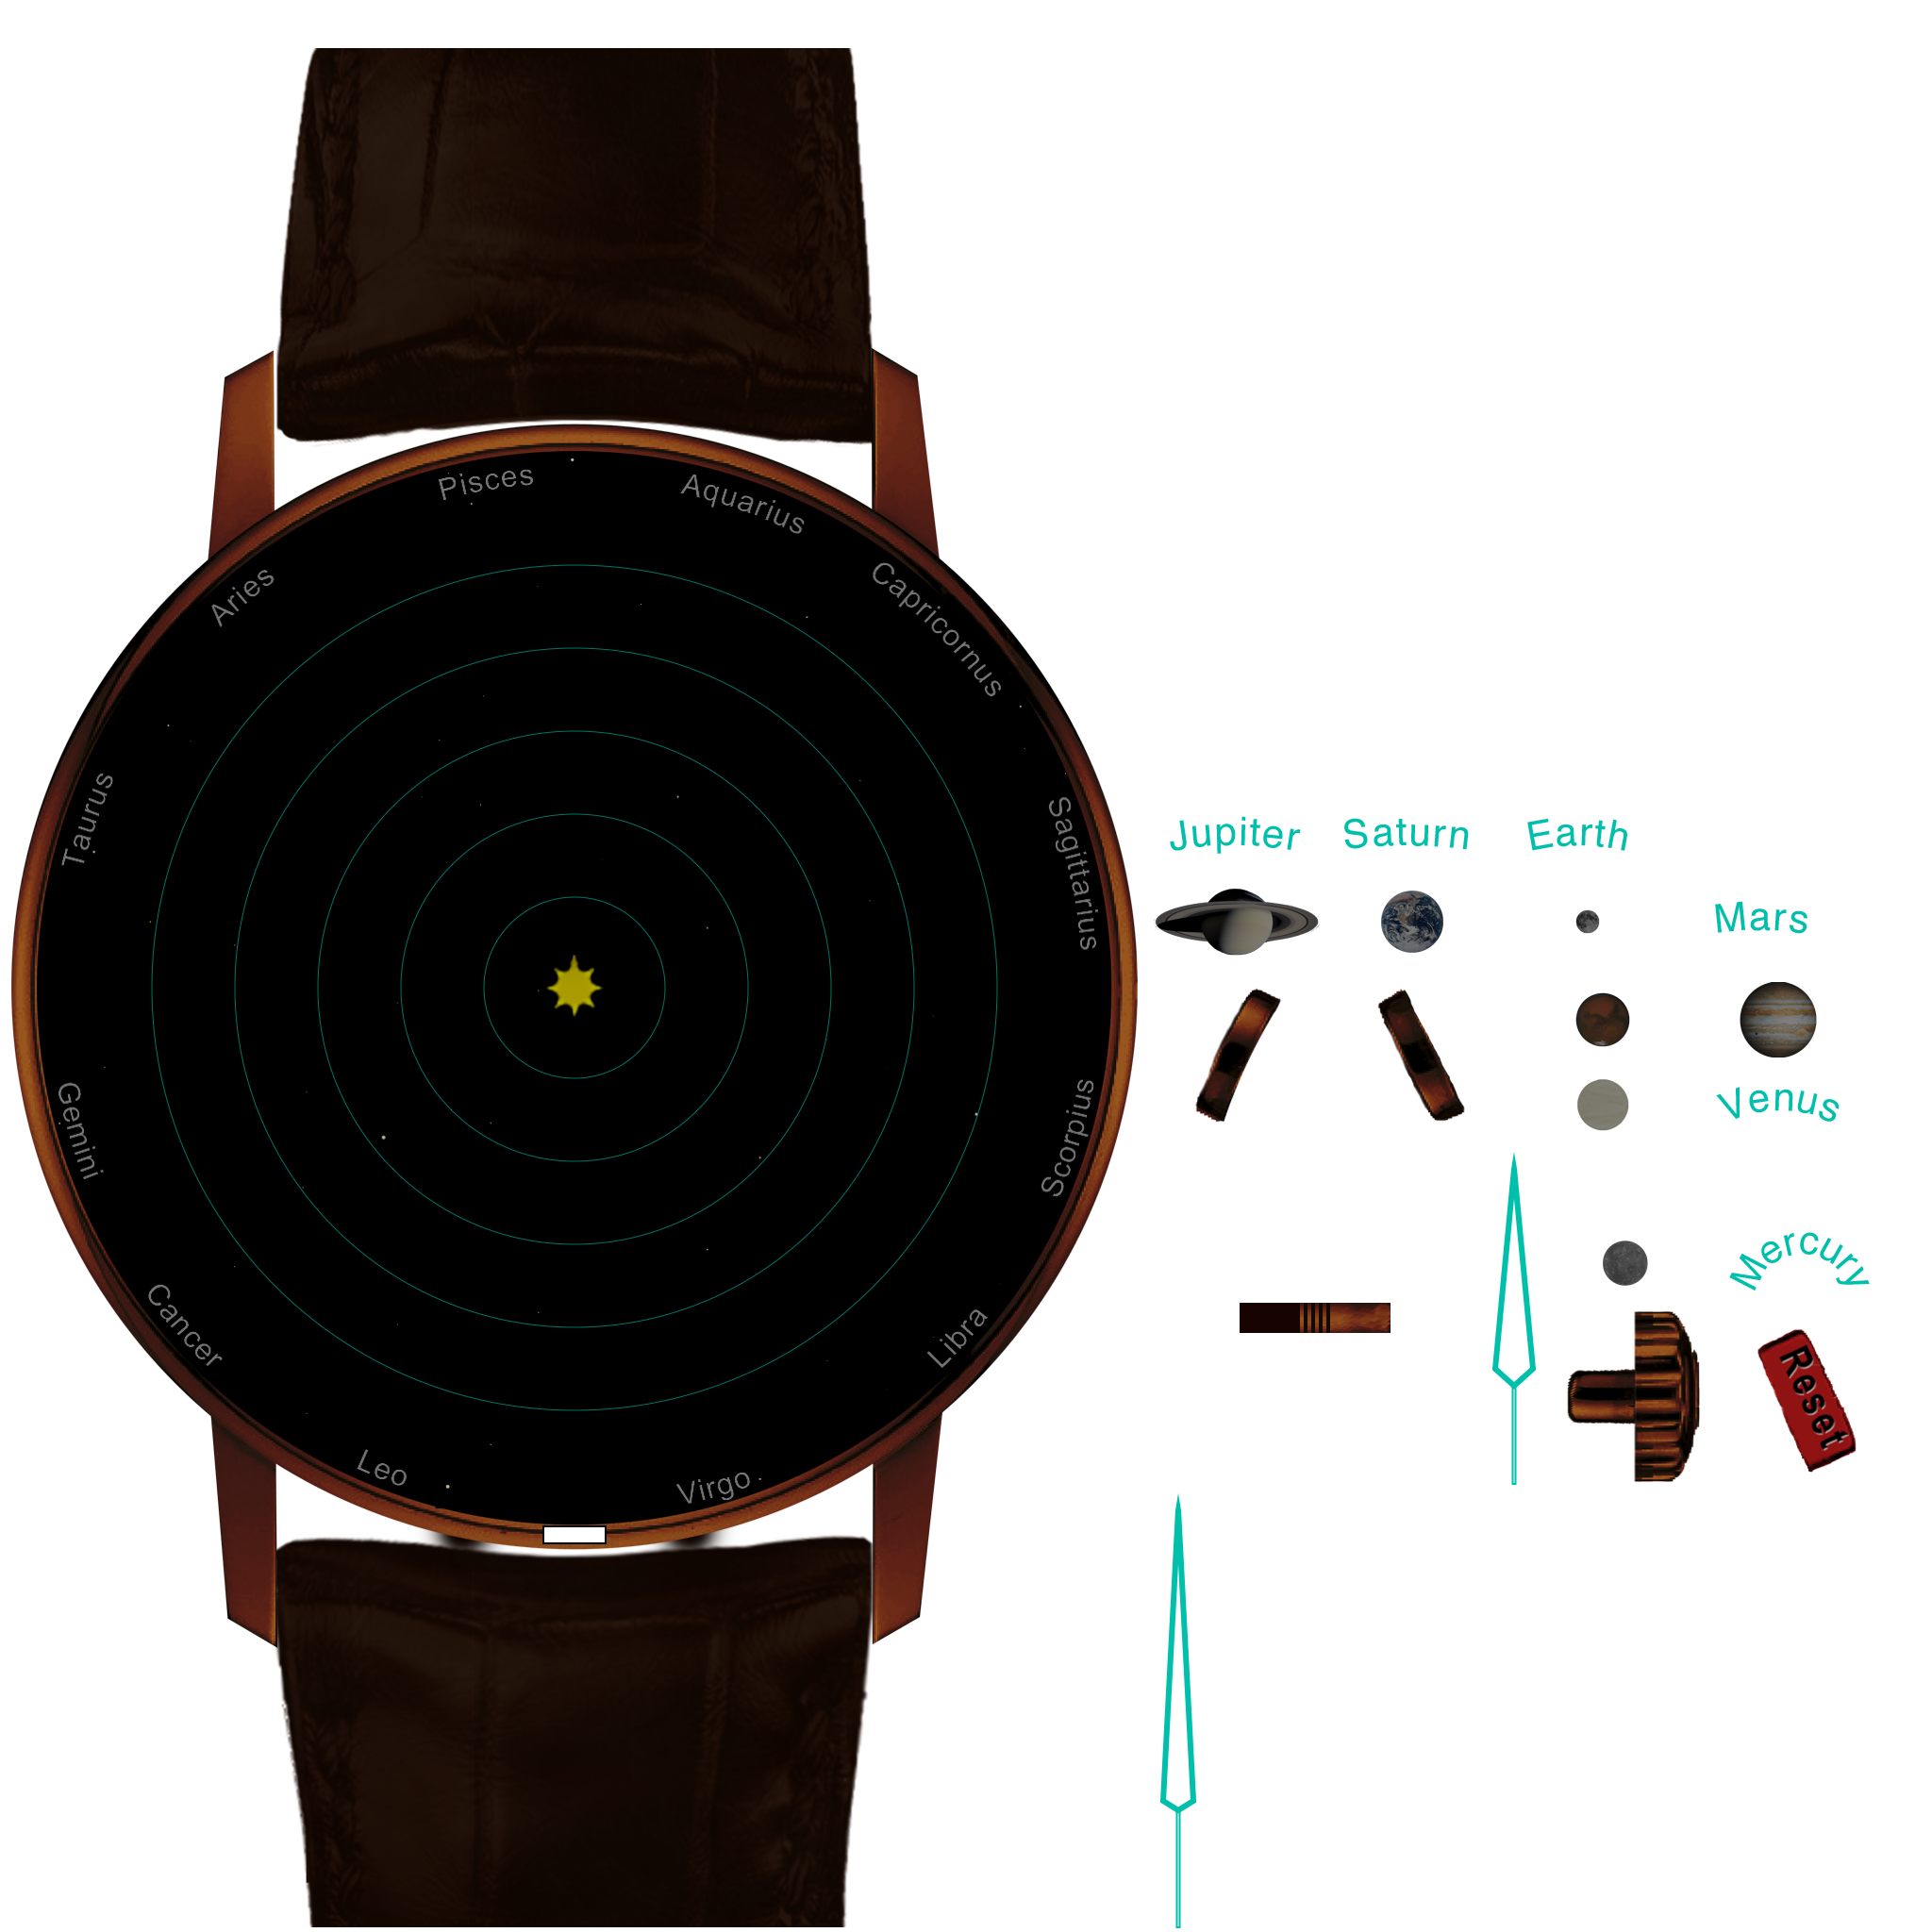 Pisces
Aquarius
Aries
Capricornus
Taurus
Sagittarius
Gemini
Scorpius
Cancer
Libra
Leo
Virgo
Jupiter
Saturn
Earth
Mars
Venus
Mercury
Reset